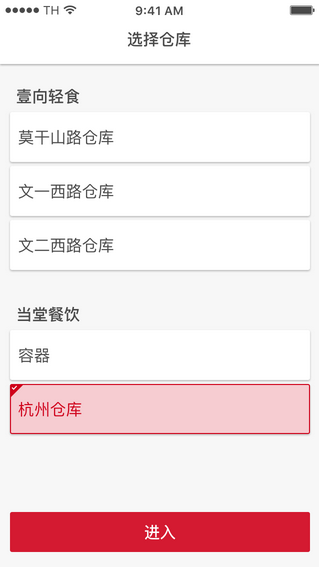 TH 9:41 AM
选择仓库
壹向轻食
莫干山路仓库
文一西路仓库
文二西路仓库
当堂餐饮
容器
杭州仓库
进入